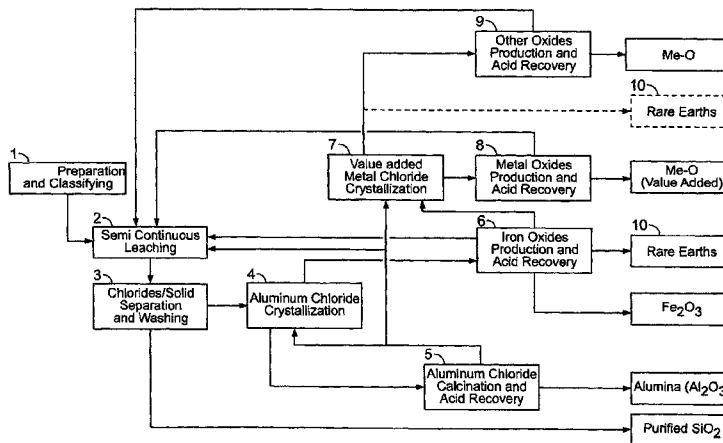 9
Other Oxides
Production and
Acid Recovery
Me-O
10
Rare Earths
7
Value added
Metal Chloride
Crystallization
8
Metal Oxides
Production and
Acid Recovery
Me-O
(Value Added)
1
Preparation
and Classifying
2
Semi Continuous
Leaching
6
Iron Oxides
Production and
Acid Recovery
10
Rare Earths
3
Chlorides/Solid
Separation
and Washing
4
Aluminum Chloride
Crystallization
Fe2O3
5
Aluminum Chloride
Calcination and
Acid Recovery
Alumina (Al2O3
Purified SiO2